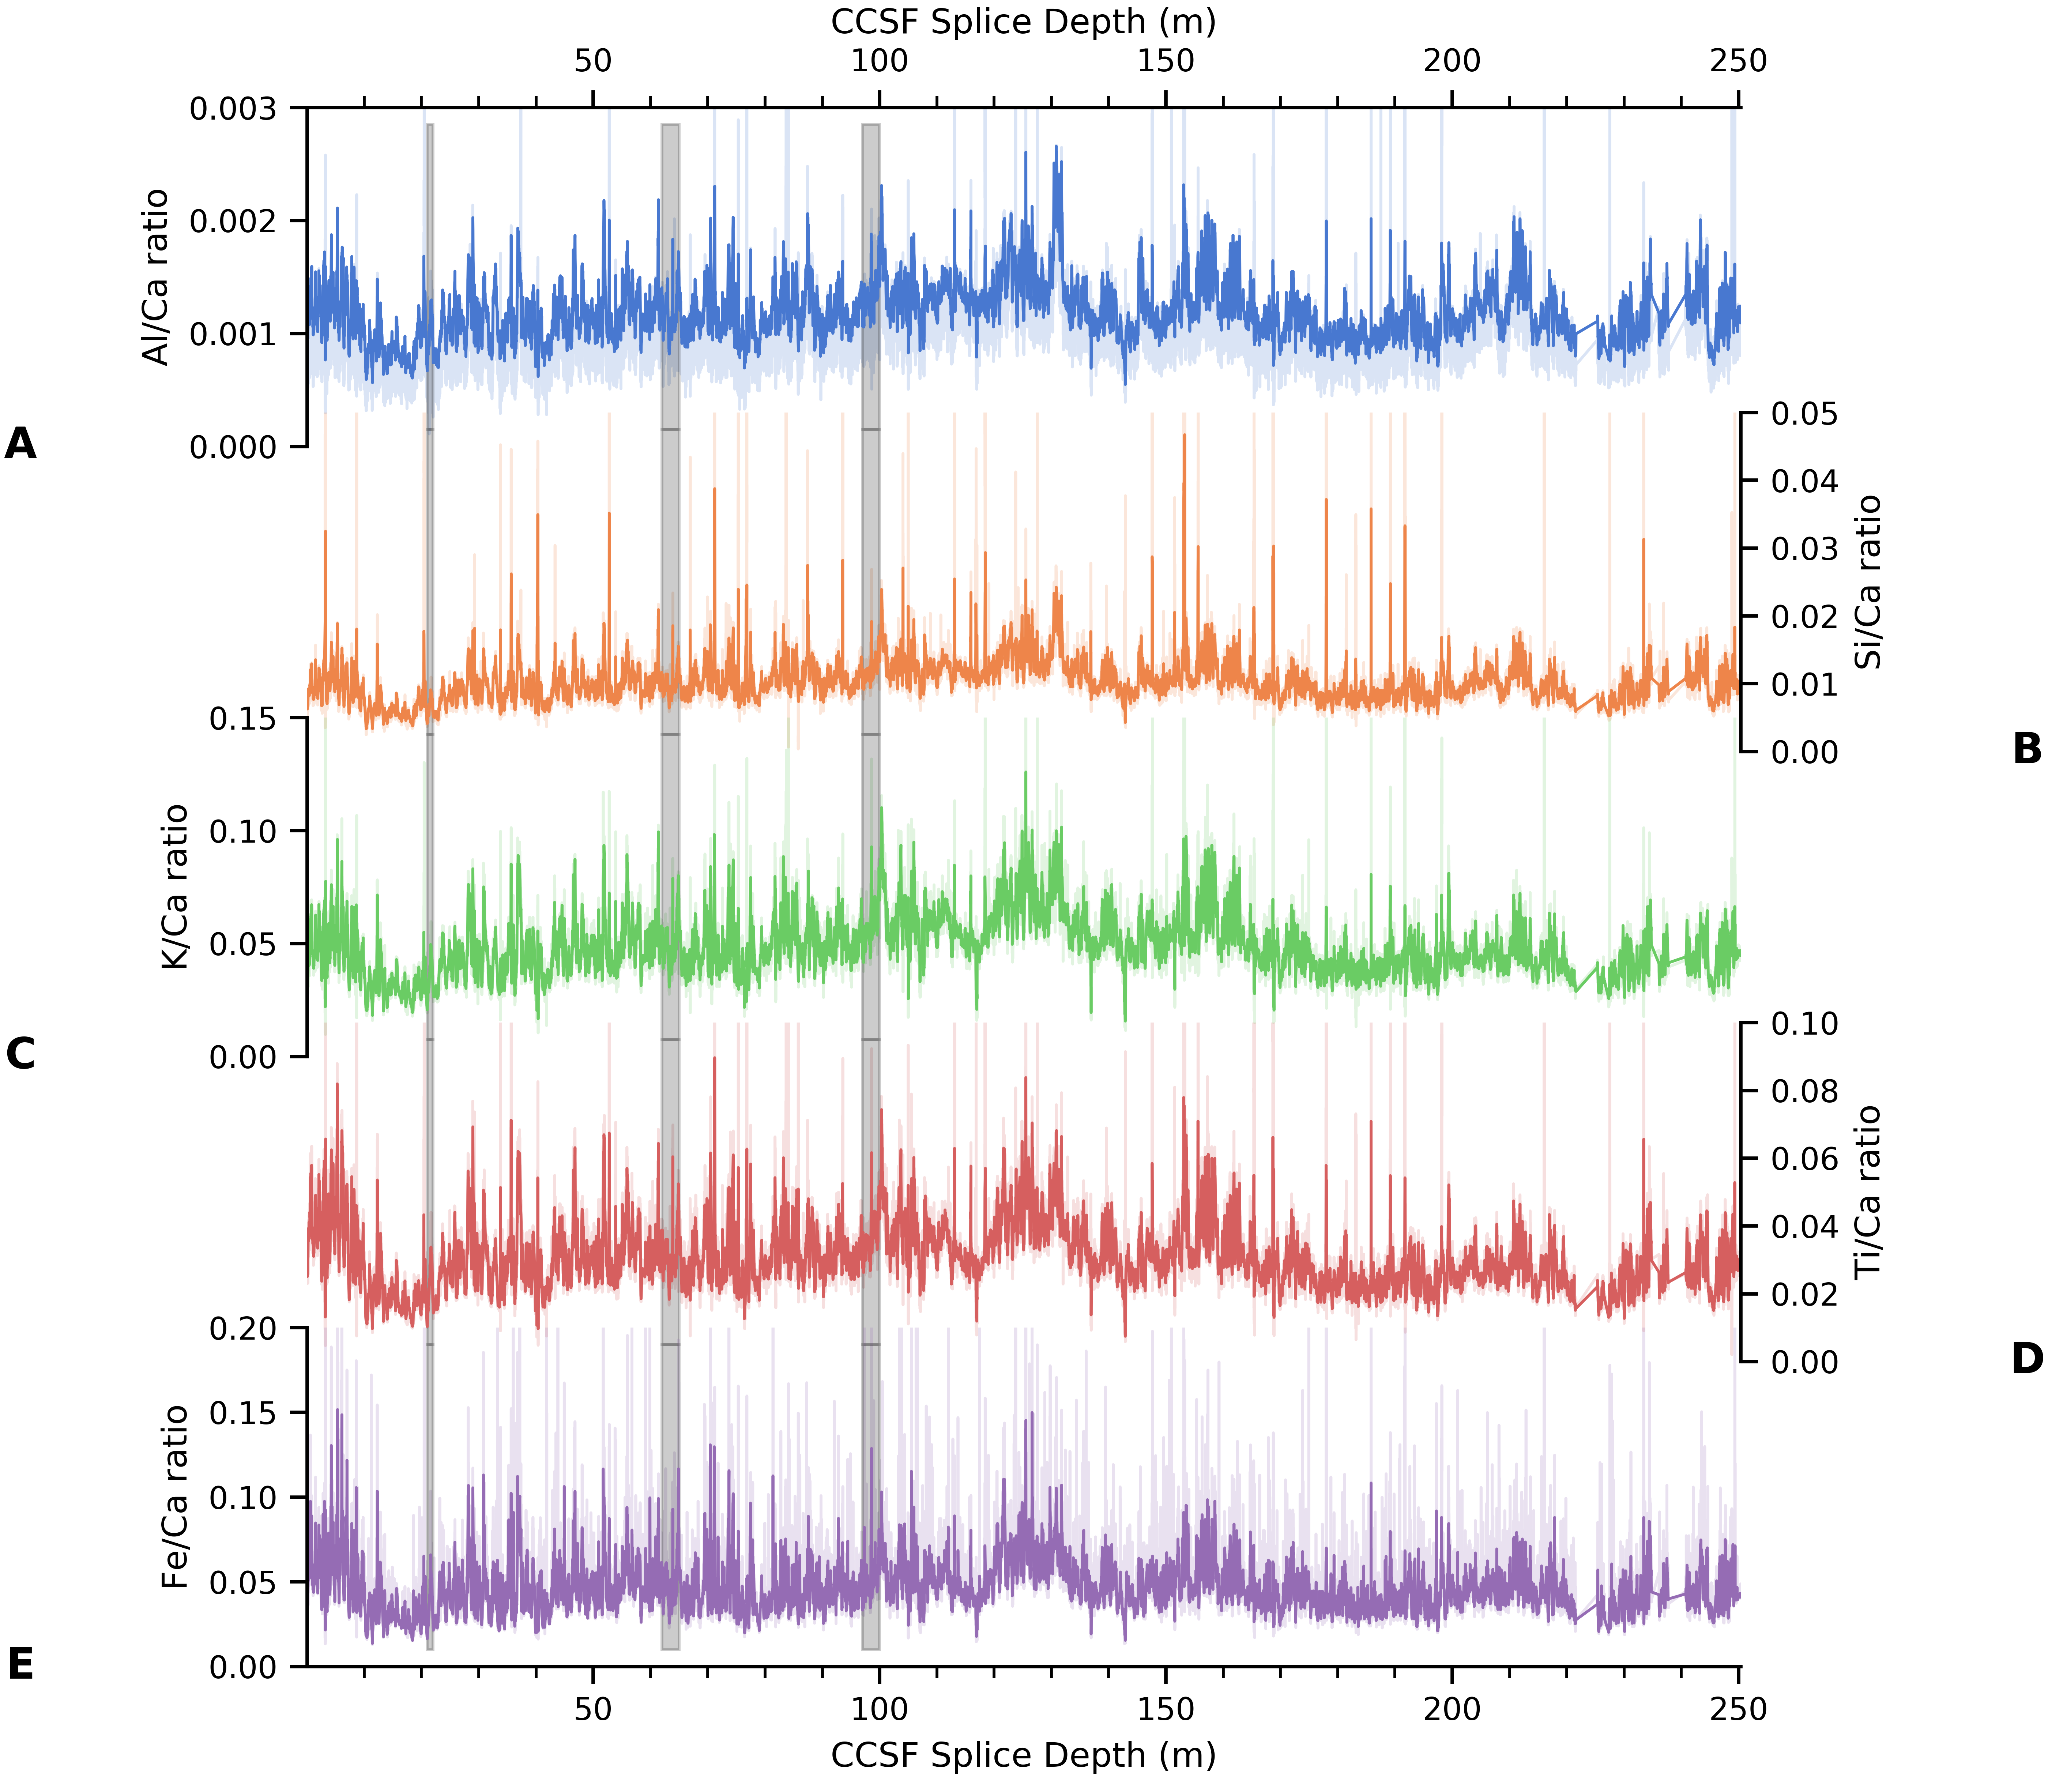 CCSF Splice Depth (m)
50 100 150 200 250
0.003
0.002
0.001
0.000
Al/Ca ratio
A
0.05
0.04
0.03
0.02
0.01
0.00
Si/Ca ratio
B
0.15
0.10
0.05
0.00
K/Ca ratio
C
0.10
0.08
0.06
0.04
0.02
0.00
Ti/Ca ratio
D
0.20
0.15
0.10
0.05
0.00
Fe/Ca ratio
E
50 100 150 200 250
CCSF Splice Depth (m)